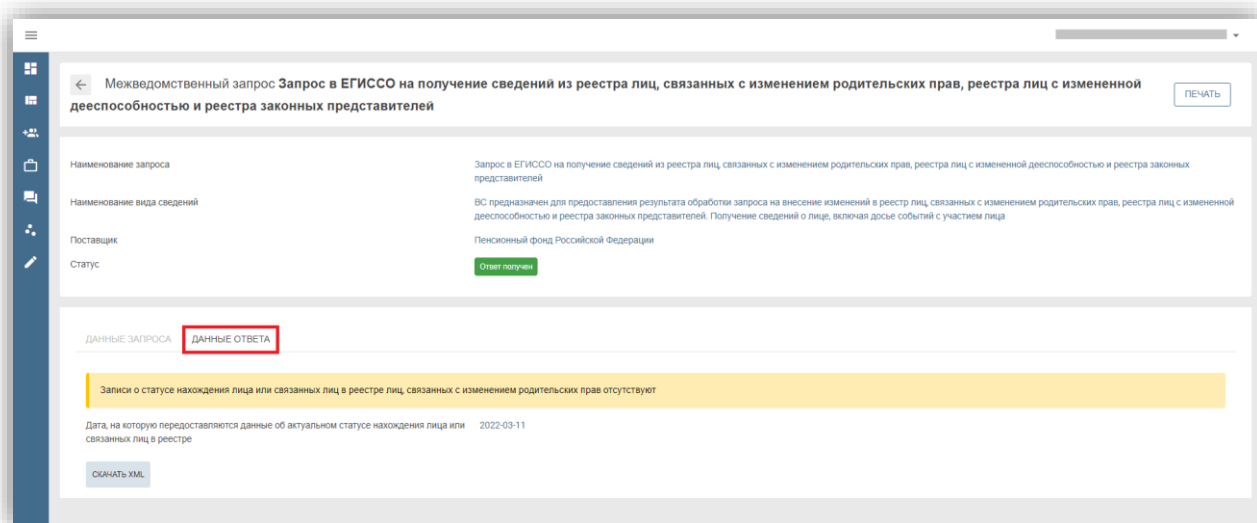 Межведомственный запрос Запрос в ЕГИССО на получение сведений из реестра лиц, связанных с изменением родительских прав, реестра лиц с измененной
дееспособностью и реестра законных представителей
ПЕЧАТЬ
Наименование запроса
Запрос в ЕГИССО на получение сведений из реестра лиц, связанных с изменением родительских прав, реестра лиц с измененной дееспособностью и реестра законных
представителей
Наименование вида сведений
ВС предназначен для предоставления результата обработки запроса на внесение изменений в реестр лиц, связанных с изменением родительских прав, реестра лиц с измененной
дееспособностью и реестра законных представителей. Получение сведений о лице, включая досье событий с участием лица
Поставщик
Пенсионный фонд Российской Федерации
Статус
Ответ получен
ДАННЫЕ ЗАПРОСА ДАННЫЕ ОТВЕТА
Записи о статусе нахождения лица или связанных лиц в реестре лиц, связанных с изменением родительских прав отсутствуют
Дата, на которую передоставляются данные об актуальном статусе нахождения лица или
связанных лиц в реестре
2022-03-11
СКАЧАТЬ XML